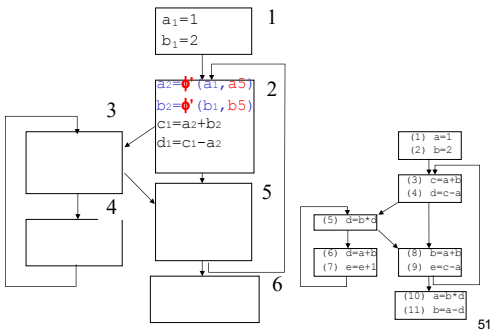 1
a₁=1
b₁=2
2
a₂=ϕ'(a₁,a5)
b₂=ϕ'(b₁,b5)
c₁=a₂+b₂
d₁=c₁-a₂
3
4
5
6
(1) a=1
(2) b=2
(3) c=a+b
(4) d=c-a
(5) d=b*d
(6) d=a+b
(7) e=e+1
(8) b=a+b
(9) e=c-a
(10) a=b*d
(11) b=a-d
51